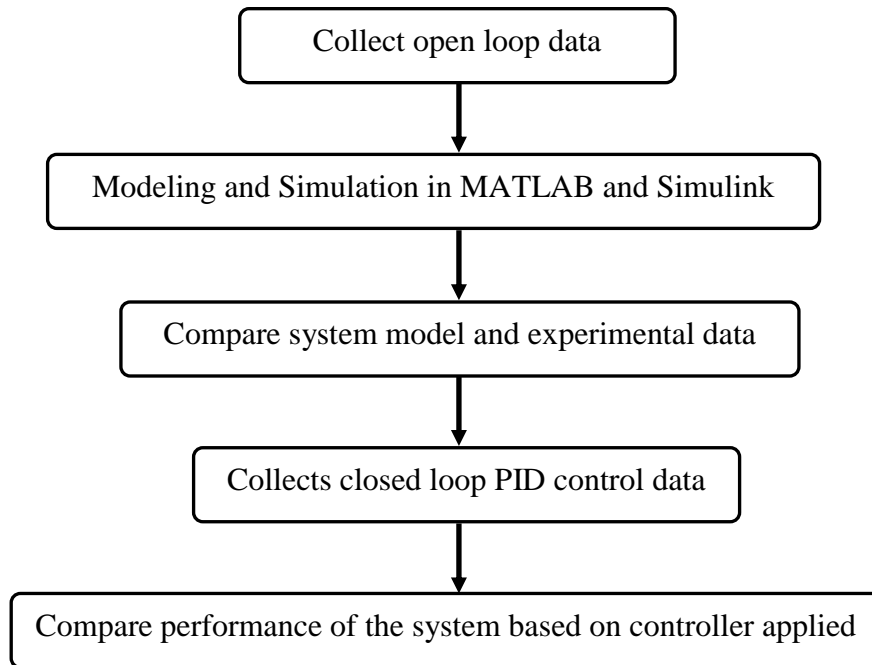 Collect open loop data
Modeling and Simulation in MATLAB and Simulink
Compare system model and experimental data
Collects closed loop PID control data
Compare performance of the system based on controller applied